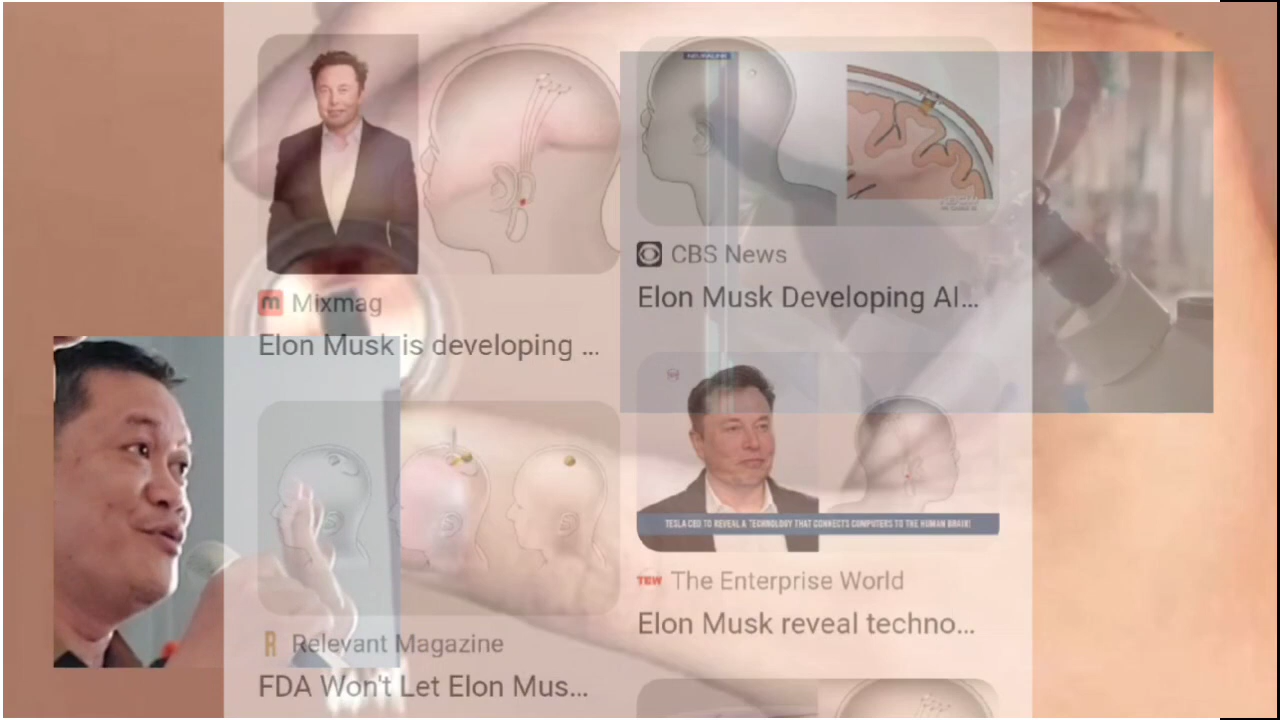 NEURALINK
m Mixmag
Elon Musk is developing ...
CBS News
Elon Musk Developing AI...
TESLA CEO TO REVEAL A TECHNOLOGY THAT CONNECTS COMPUTERS TO THE HUMAN BRAIN!
TEW The Enterprise World
Elon Musk reveal techno...
R Relevant Magazine
FDA Won't Let Elon Mus...